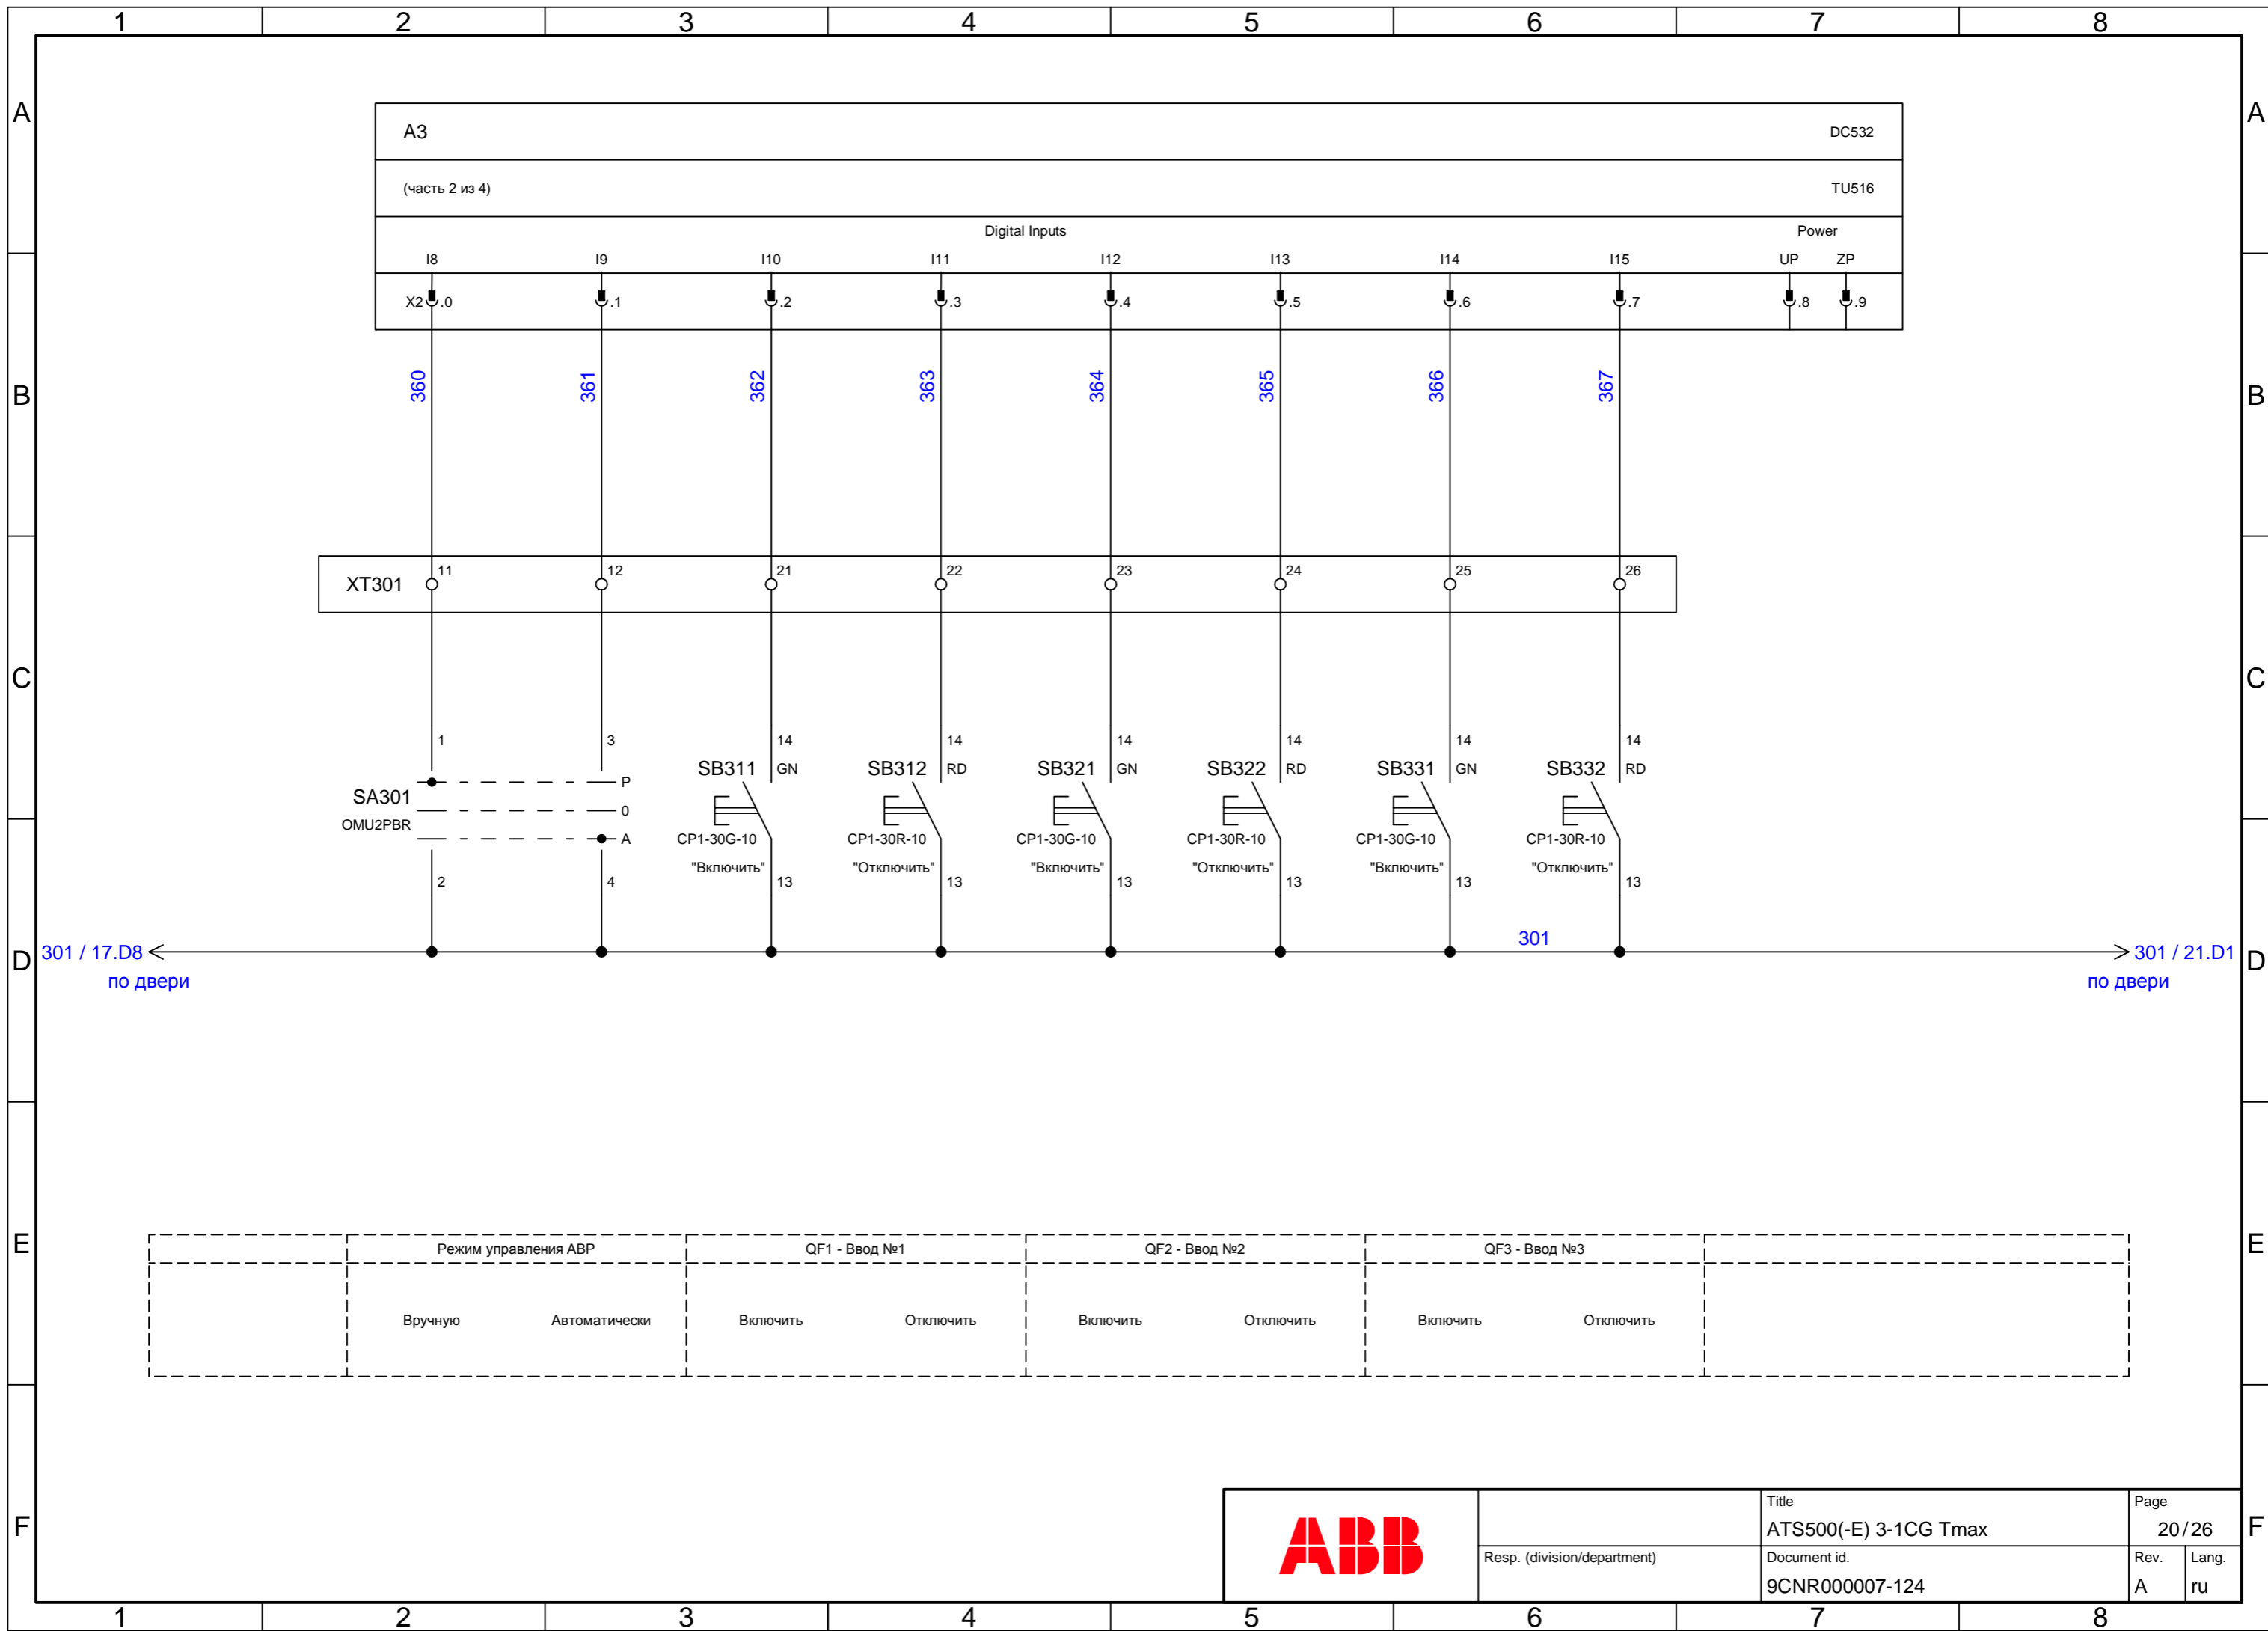 1 2 3 4 5 6 7 8
A A
A3 DC532
(часть 2 из 4) TU516
Digital Inputs Power
I8 I9 I10 I11 I12 I13 I14 I15 UP ZP
X2 .0 .1 .2 .3 .4 .5 .6 .7 .8 .9
B B
360 361 362 363 364 365 366 367
XT301 11 12 21 22 23 24 25 26
C C
1 3 14 14 14 14 14 14
SB311 GN SB312 RD SB321 GN SB322 RD SB331 GN SB332 RD
P
SA301
0
OMU2PBR
A CP1-30G-10 CP1-30R-10 CP1-30G-10 CP1-30R-10 CP1-30G-10 CP1-30R-10
"Включить" "Отключить" "Включить" "Отключить" "Включить" "Отключить"
2 4 13 13 13 13 13 13
301
D 301 / 17.D8 301 / 21.D1 D
по двери по двери
E E
Режим управления АВР QF1 - Ввод №1 QF2 - Ввод №2 QF3 - Ввод №3
Вручную Автоматически Включить Отключить Включить Отключить Включить Отключить
F F
ABB
Title
ATS500(-E) 3-1CG Tmax
Page
20/26
Resp. (division/department)
Document id.
9CNR000007-124
Rev.
A
Lang.
ru
1 2 3 4 5 6 7 8